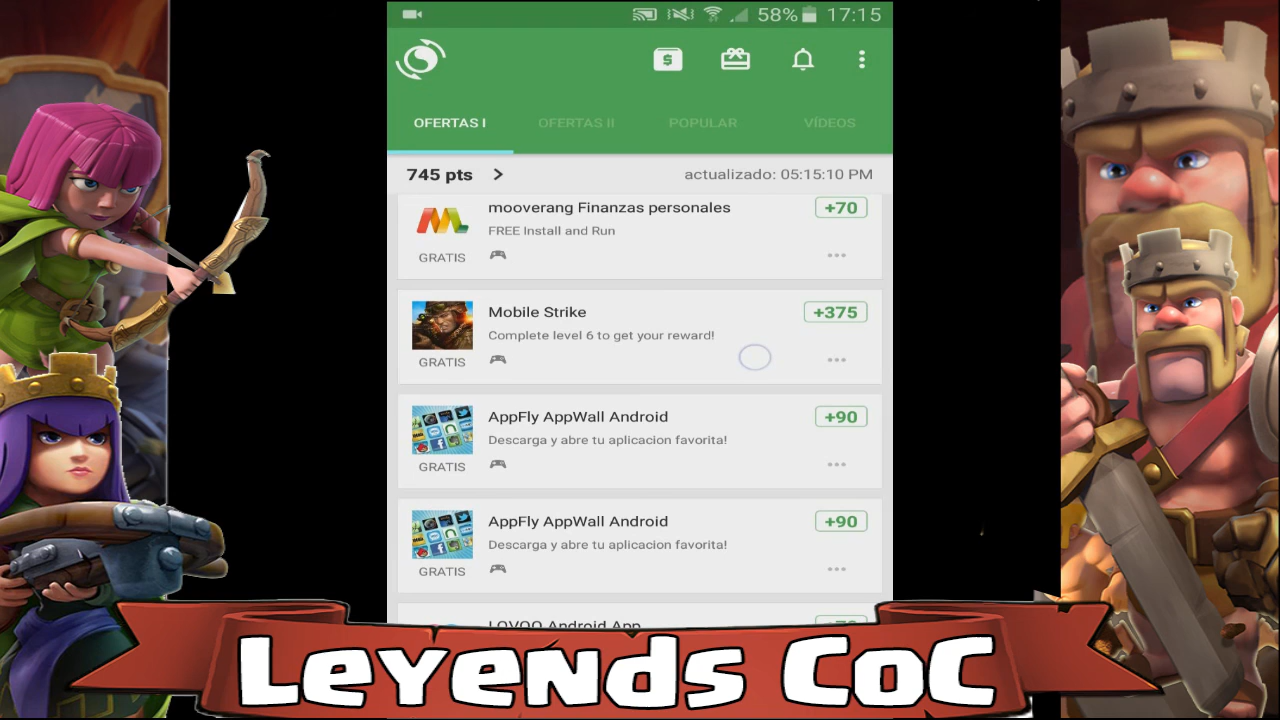 58% 17:15
$
OFERTAS I OFERTAS II POPULAR VÍDEOS
745 pts > actualizado: 05:15:10 PM
mooverang Finanzas personales +70
FREE Install and Run
GRATIS
Mobile Strike +375
Complete level 6 to get your reward!
GRATIS
AppFly AppWall Android +90
Descarga y abre tu aplicacion favorita!
GRATIS
AppFly AppWall Android +90
Descarga y abre tu aplicacion favorita!
GRATIS
LOVOO Android App
Leyends CoC